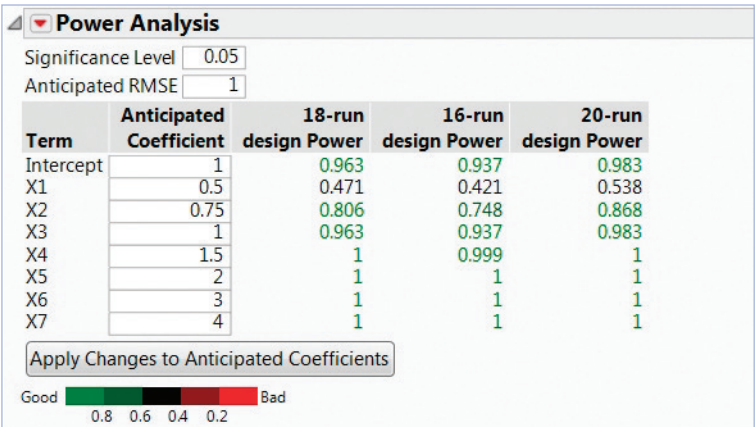 Power Analysis
Significance Level 0.05
Anticipated RMSE 1
Anticipated 18-run 16-run 20-run
Term Coefficient design Power design Power design Power
Intercept 1 0.963 0.937 0.983
X1 0.5 0.471 0.421 0.538
X2 0.75 0.806 0.748 0.868
X3 1 0.963 0.937 0.983
X4 1.5 1 0.999 1
X5 2 1 1 1
X6 3 1 1 1
X7 4 1 1 1
Apply Changes to Anticipated Coefficients
Good Bad
0.8 0.6 0.4 0.2